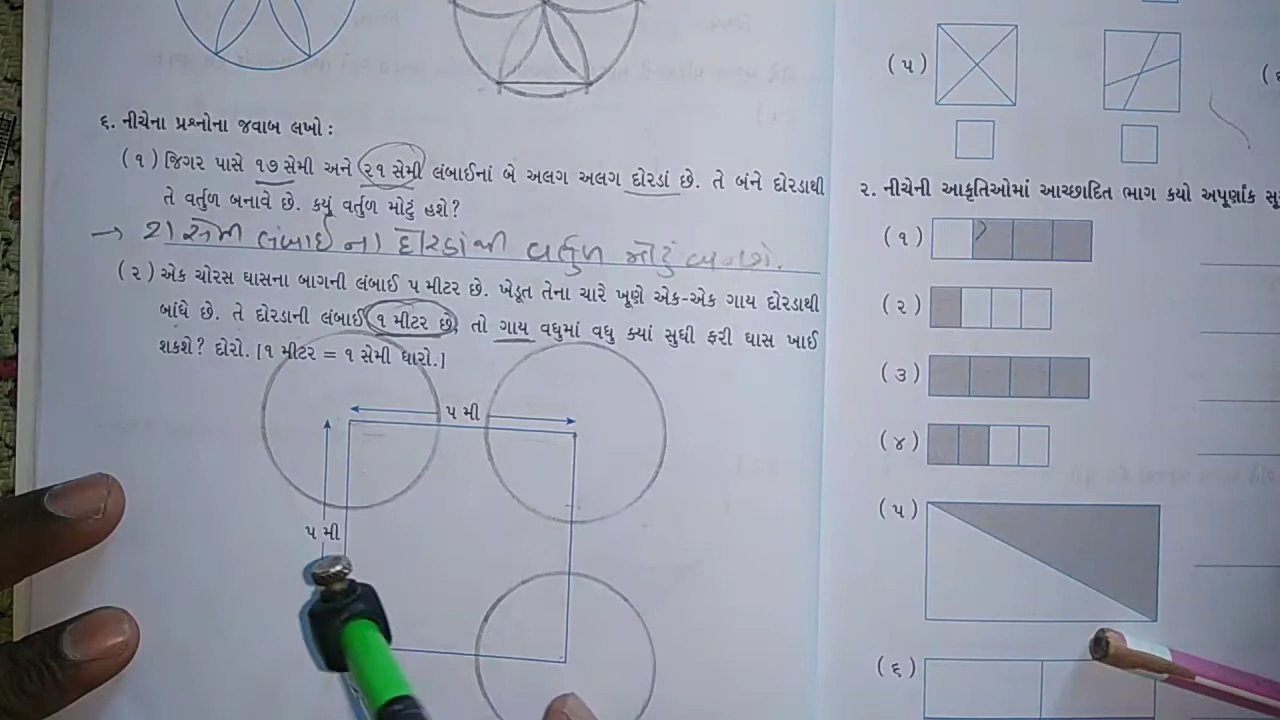 ૬. નીચેના પ્રશ્નોના જવાબ લખો :
(૧) જિગર પાસે ૧૭ સેમી અને ૨૧ સેમી લંબાઈનાં બે અલગ અલગ દોરડાં છે. તે બંને દોરડાથી
તે વર્તુળ બનાવે છે. કયું વર્તુળ મોટું હશે?
→ ૨૧ સેમી લંબાઈ ના દોરડાંથી વર્તુળ મોટું બનશે.
(૨) એક ચોરસ ઘાસના બાગની લંબાઈ ૫ મીટર છે. ખેડૂત તેના ચારે ખૂણે એક-એક ગાય દોરડાથી
બાંધે છે. તે દોરડાની લંબાઈ ૧ મીટર છે, તો ગાય વધુમાં વધુ ક્યાં સુધી ફરી ઘાસ ખાઈ
શકશે? દોરો. [૧ મીટર = ૧ સેમી ધારો.]
૫ મી
૫ મી
(૫)
૨. નીચેની આકૃતિઓમાં આચ્છાદિત ભાગ કયો અપૂર્ણાંક
(૧)
(૨)
(૩)
(૪)
(૫)
(૬)